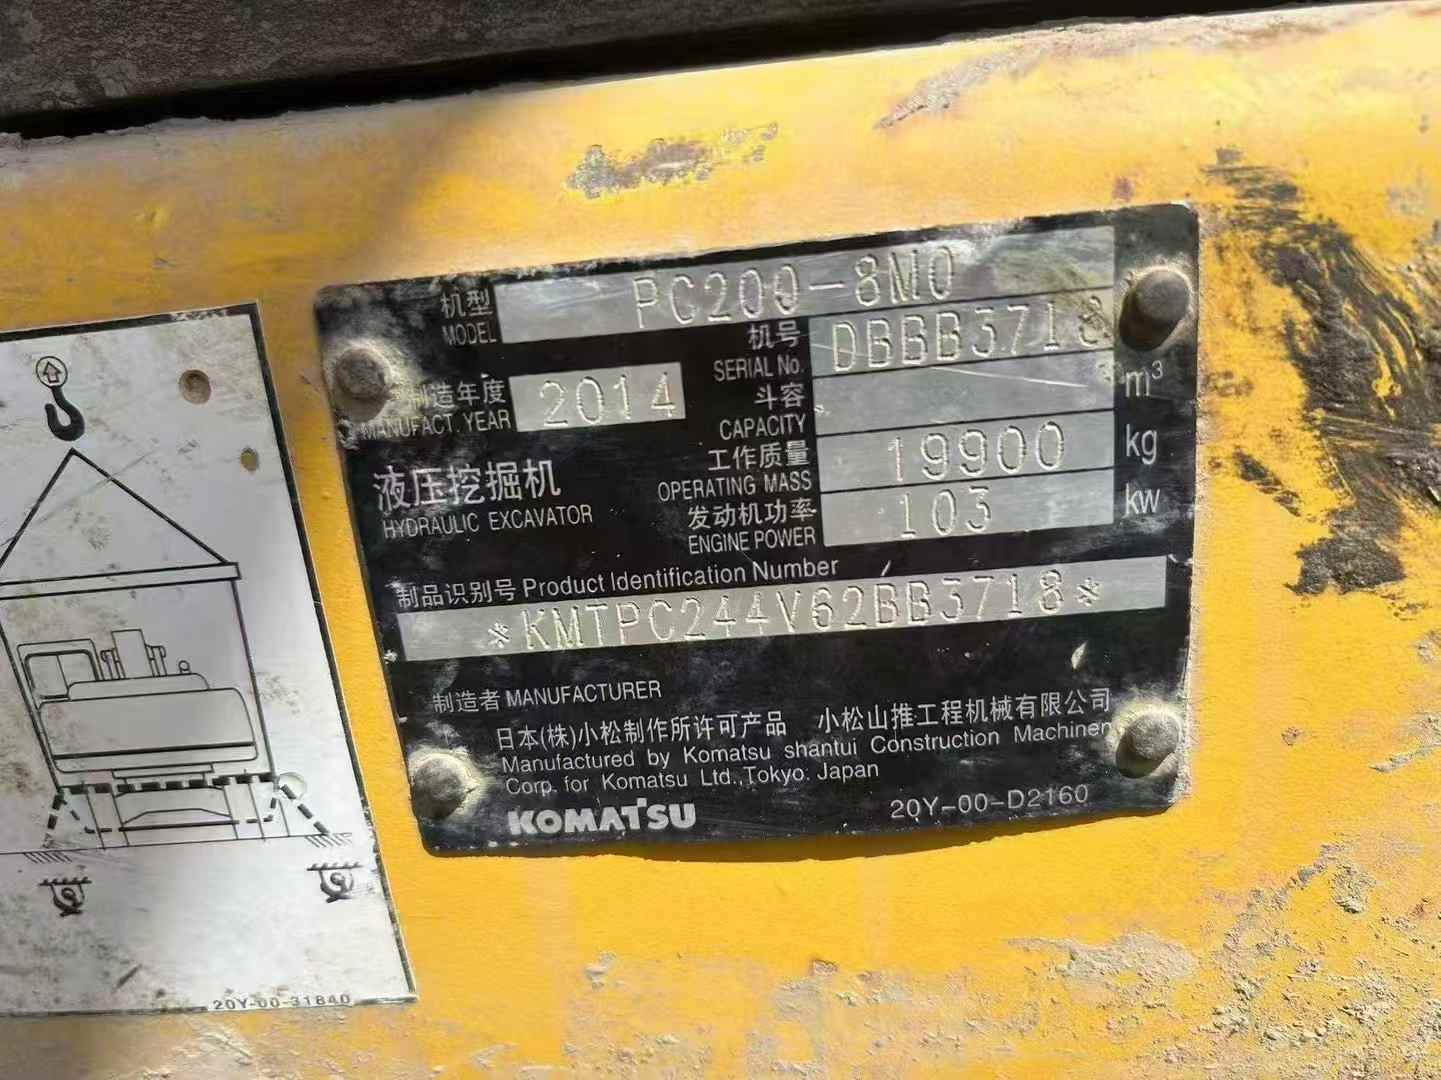 机型 MODEL PC200-8M0
机号 SERIAL No. DBBB3718
制造年度 MANUFACT. YEAR 2014
斗容 CAPACITY m³
工作质量 OPERATING MASS 19900 kg
液压挖掘机
HYDRAULIC EXCAVATOR
发动机功率 ENGINE POWER 103 kw
制品识别号 Product Identification Number
*KMTPC244V62BB3718*
制造者 MANUFACTURER
日本(株)小松制作所许可产品 小松山推工程机械有限公司
Manufactured by Komatsu shantui Construction Machinery
Corp. for Komatsu Ltd.,Tokyo. Japan
KOMATSU
20Y-00-D2160
20Y-00-31840